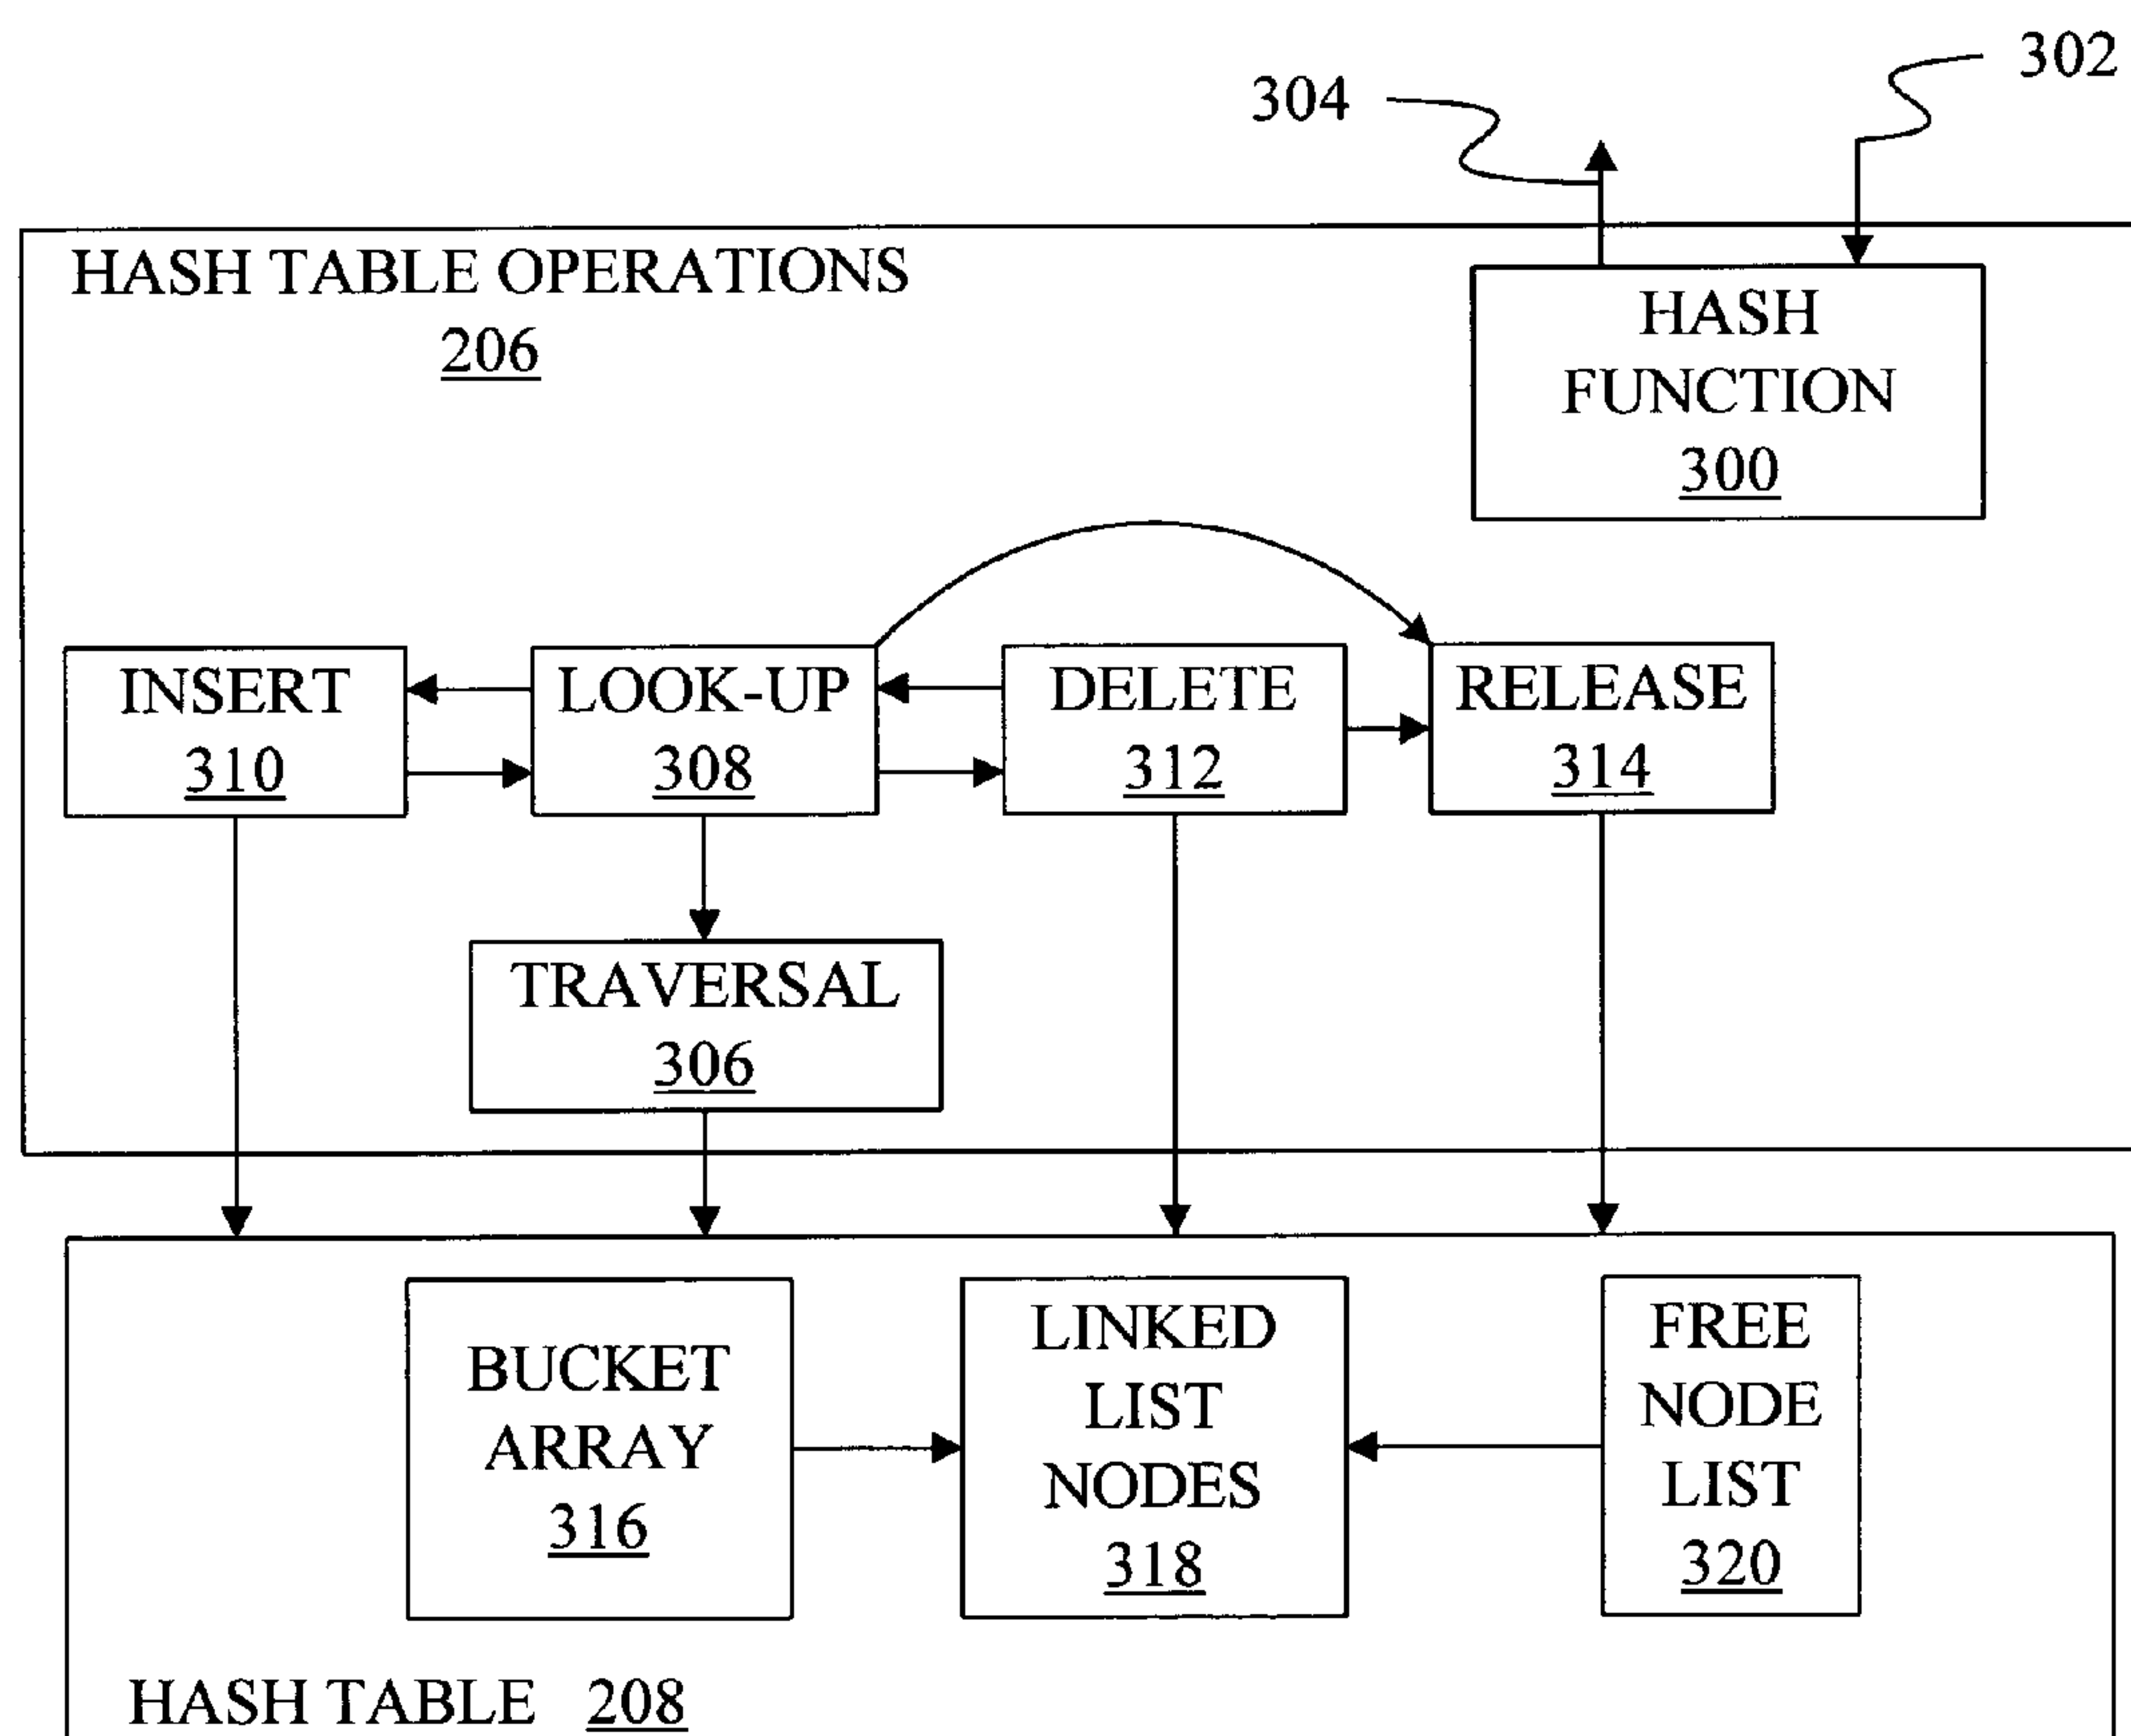 302
304
HASH TABLE OPERATIONS
206
HASH
FUNCTION
300
INSERT
310
LOOK-UP
308
DELETE
312
RELEASE
314
TRAVERSAL
306
BUCKET
ARRAY
316
LINKED
LIST
NODES
318
FREE
NODE
LIST
320
HASH TABLE 208